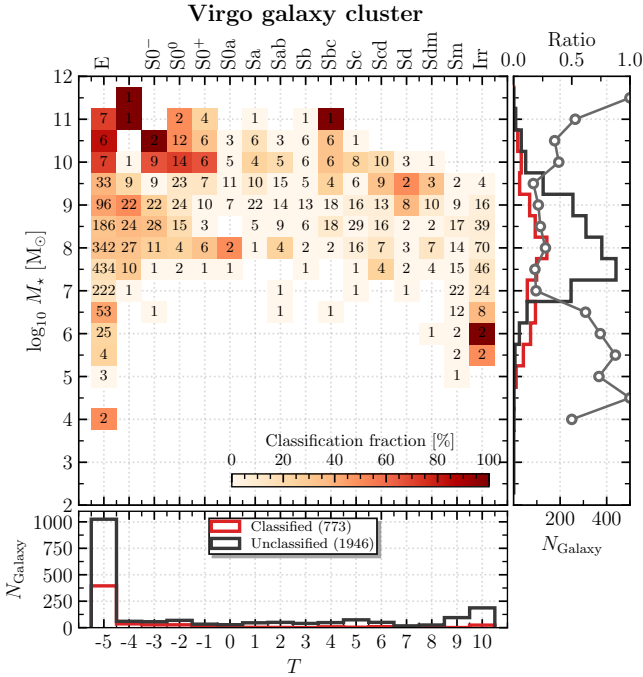 Virgo galaxy cluster
E S0⁻ S0⁰ S0⁺ S0a Sa Sab Sb Sbc Sc Scd Sd Sdm Sm Irr
Ratio
0.0 0.5 1.0
12
1
11 7 1 2 4 1 1 1
6 2 12 6 3 6 3 6 6 1
10 7 1 9 14 6 5 4 5 6 6 8 10 3 1
33 9 9 23 7 11 10 15 5 4 6 9 2 3 2 4
9 96 22 22 24 10 7 22 14 13 18 16 13 8 10 9 16
186 24 28 15 3 5 9 6 18 29 16 2 2 17 39
8 342 27 11 4 6 2 1 4 2 2 16 7 3 7 14 70
434 10 1 2 1 1 1 1 4 2 4 15 46
7 222 1 1 1 22 24
53 1 1 1 12 8
6 25 1 2 2
4 2 2
5 3 1
4 2
3
2
log₁₀ M⋆ [M⊙]
Classification fraction [%]
0 20 40 60 80 100
200 400
N_Galaxy
1000
750
500
250
0
N_Galaxy
Classified (773)
Unclassified (1946)
-5 -4 -3 -2 -1 0 1 2 3 4 5 6 7 8 9 10
T